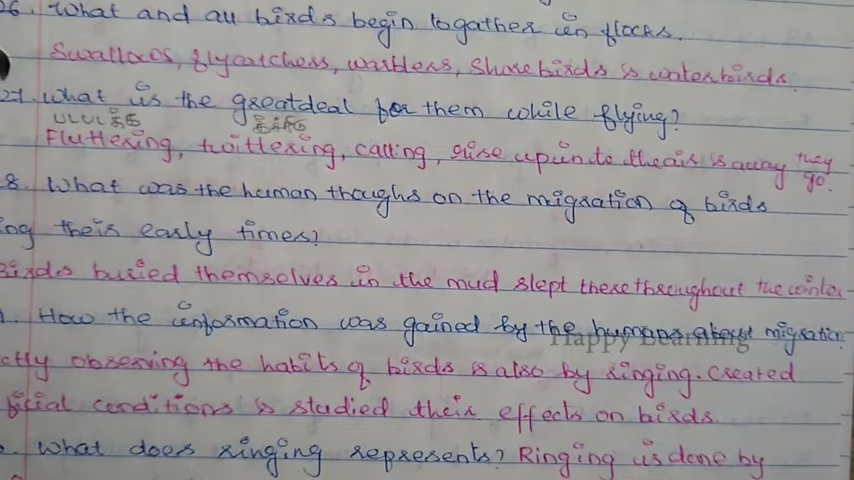 26. What and all birds begin to gather in flocks.
Swallows, flycatchers, warblers, Shore birds & water birds.
27. What is the great deal for them while flying?
Fluttering, twittering, calling, rise up into the air & away they go.
8. What was the human thoughs on the migration of birds
ing their early times?
Birds buried themselves in the mud slept there throughout the winter
. How the information was gained by the humans about migration.
Happy Learning
ctly observing the habits of birds & also by ringing. Created
ificial conditions & studied their effects on birds.
. What does ringing represents? Ringing is done by